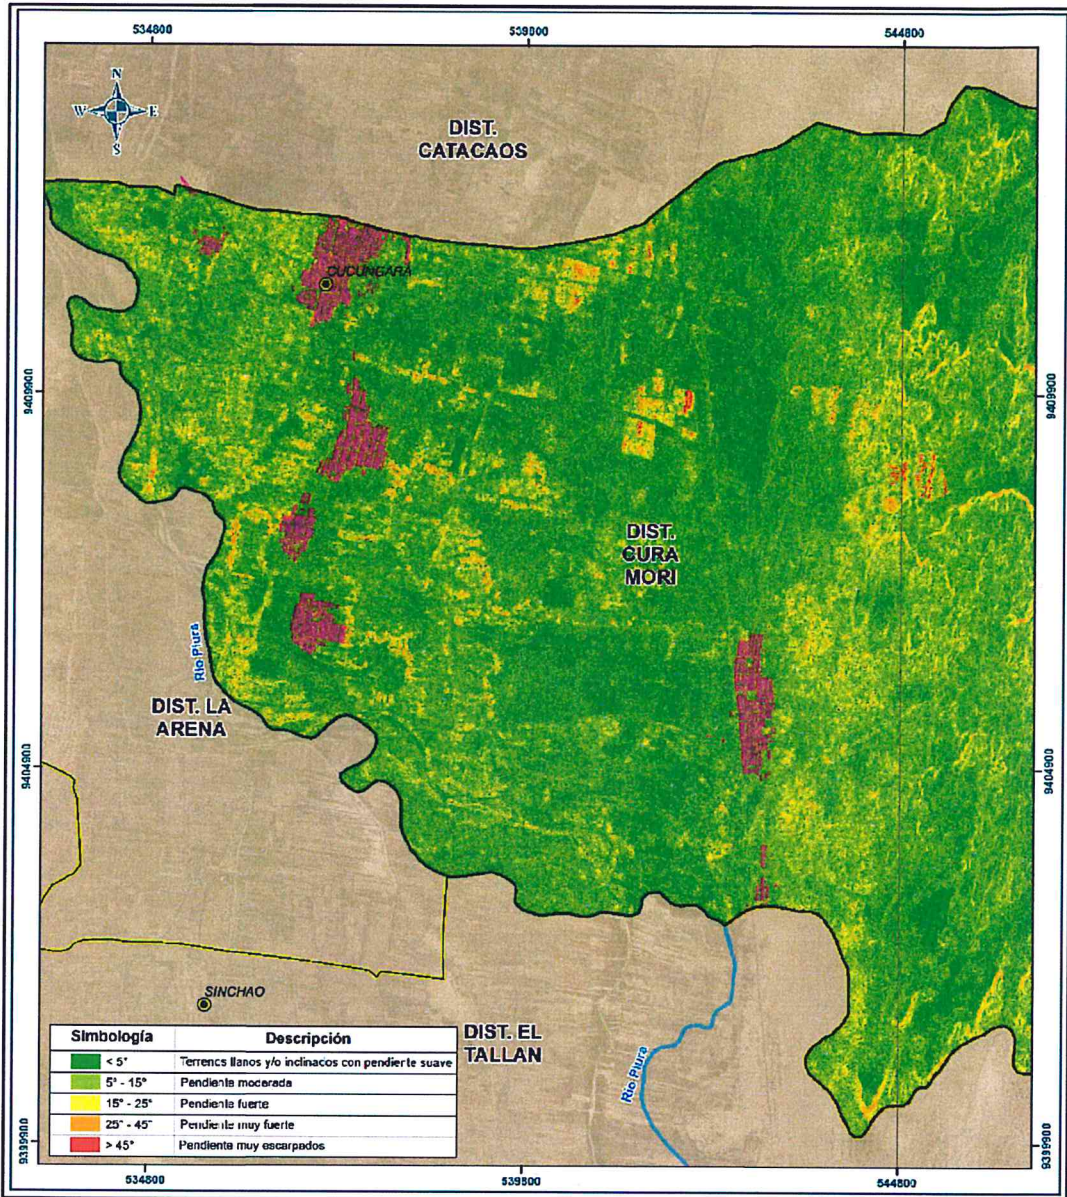 534800 539800 544800
N
W E
S
DIST.
CATACAOS
CUCUNGARA
9409900 9409900
DIST.
CURA
MORI
Rio Piura
DIST. LA
ARENA
9404900 9404900
SINCHAO
DIST. EL
TALLAN
Rio Piura
Simbología Descripción
< 5° Terrenos llanos y/o inclinados con pendiente suave
5° - 15° Pendiente moderada
15° - 25° Pendiente fuerte
25° - 45° Pendiente muy fuerte
> 45° Pendiente muy escarpados
9399900 9399900
534800 539800 544800